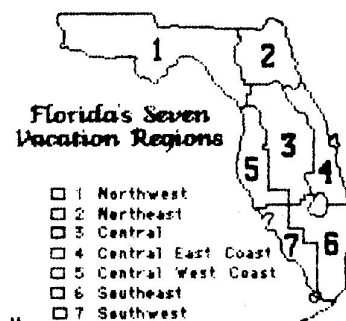 1
2
Florida's Seven
Vacation Regions
3
5
4
7
6
1 Northwest
2 Northeast
3 Central
4 Central East Coast
5 Central West Coast
6 Southeast
7 Southwest